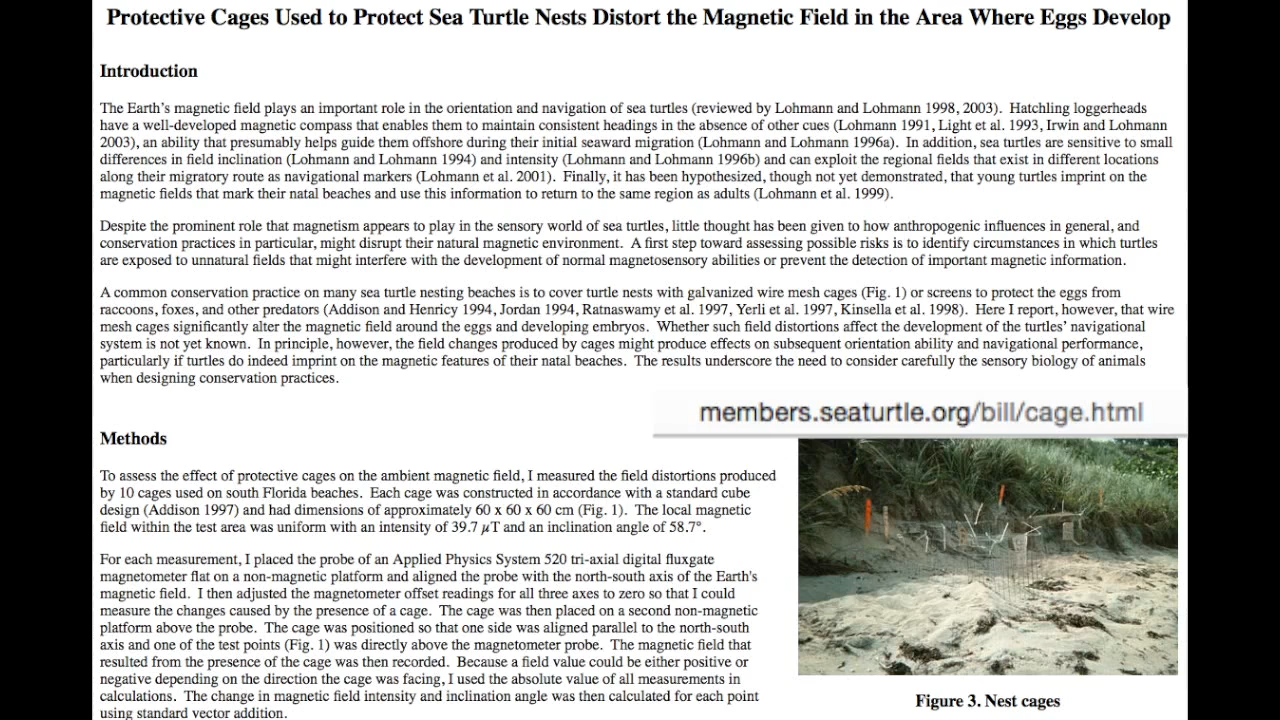 Protective Cages Used to Protect Sea Turtle Nests Distort the Magnetic Field in the Area Where Eggs Develop
Introduction
The Earth's magnetic field plays an important role in the orientation and navigation of sea turtles (reviewed by Lohmann and Lohmann 1998, 2003). Hatchling loggerheads
have a well-developed magnetic compass that enables them to maintain consistent headings in the absence of other cues (Lohmann 1991, Light et al. 1993, Irwin and Lohmann
2003), an ability that presumably helps guide them offshore during their initial seaward migration (Lohmann and Lohmann 1996a). In addition, sea turtles are sensitive to small
differences in field inclination (Lohmann and Lohmann 1994) and intensity (Lohmann and Lohmann 1996b) and can exploit the regional fields that exist in different locations
along their migratory route as navigational markers (Lohmann et al. 2001). Finally, it has been hypothesized, though not yet demonstrated, that young turtles imprint on the
magnetic fields that mark their natal beaches and use this information to return to the same region as adults (Lohmann et al. 1999).
Despite the prominent role that magnetism appears to play in the sensory world of sea turtles, little thought has been given to how anthropogenic influences in general, and
conservation practices in particular, might disrupt their natural magnetic environment. A first step toward assessing possible risks is to identify circumstances in which turtles
are exposed to unnatural fields that might interfere with the development of normal magnetosensory abilities or prevent the detection of important magnetic information.
A common conservation practice on many sea turtle nesting beaches is to cover turtle nests with galvanized wire mesh cages (Fig. 1) or screens to protect the eggs from
raccoons, foxes, and other predators (Addison and Henricy 1994, Jordan 1994, Ratnaswamy et al. 1997, Yerli et al. 1997, Kinsella et al. 1998). Here I report, however, that wire
mesh cages significantly alter the magnetic field around the eggs and developing embryos. Whether such field distortions affect the development of the turtles' navigational
system is not yet known. In principle, however, the field changes produced by cages might produce effects on subsequent orientation ability and navigational performance,
particularly if turtles do indeed imprint on the magnetic features of their natal beaches. The results underscore the need to consider carefully the sensory biology of animals
when designing conservation practices.
members.seaturtle.org/bill/cage.html
Methods
To assess the effect of protective cages on the ambient magnetic field, I measured the field distortions produced
by 10 cages used on south Florida beaches. Each cage was constructed in accordance with a standard cube
design (Addison 1997) and had dimensions of approximately 60 x 60 x 60 cm (Fig. 1). The local magnetic
field within the test area was uniform with an intensity of 39.7 μT and an inclination angle of 58.7°.
For each measurement, I placed the probe of an Applied Physics System 520 tri-axial digital fluxgate
magnetometer flat on a non-magnetic platform and aligned the probe with the north-south axis of the Earth's
magnetic field. I then adjusted the magnetometer offset readings for all three axes to zero so that I could
measure the changes caused by the presence of a cage. The cage was then placed on a second non-magnetic
platform above the probe. The cage was positioned so that one side was aligned parallel to the north-south
axis and one of the test points (Fig. 1) was directly above the magnetometer probe. The magnetic field that
resulted from the presence of the cage was then recorded. Because a field value could be either positive or
negative depending on the direction the cage was facing, I used the absolute value of all measurements in
calculations. The change in magnetic field intensity and inclination angle was then calculated for each point
using standard vector addition.
Figure 3. Nest cages